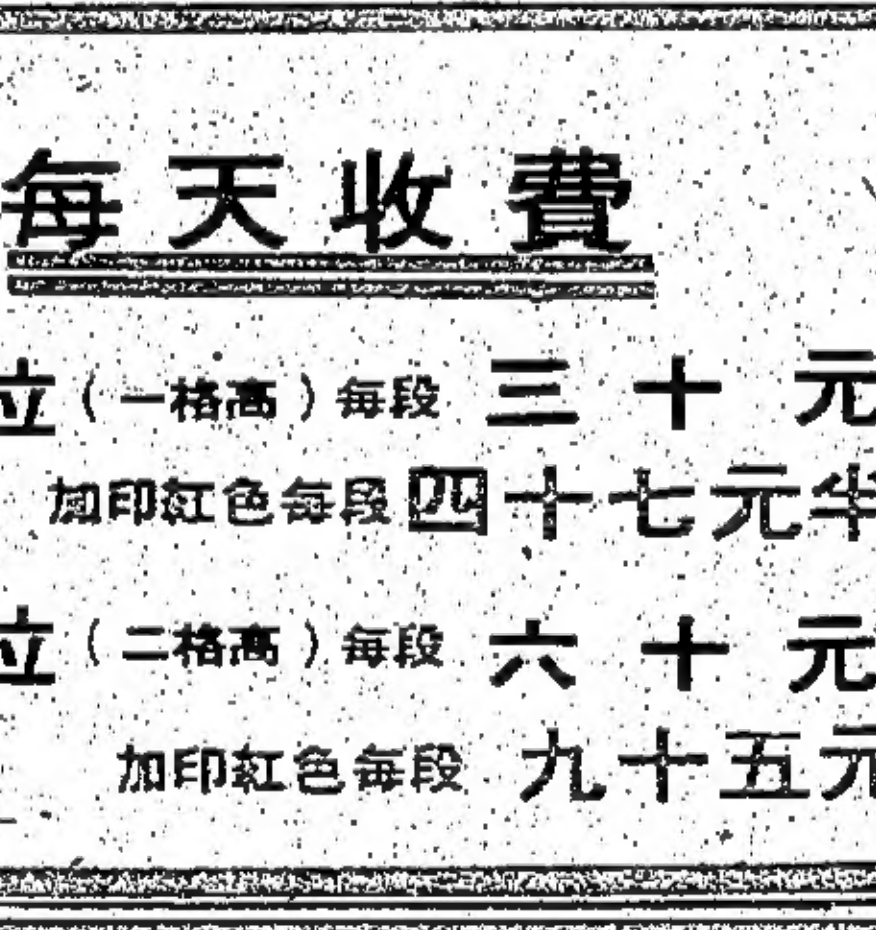 每天收費
位（一格高）每段 三十元
加印紅色每段四十七元半
位（二格高）每段 六十元
加印紅色每段 九十五元